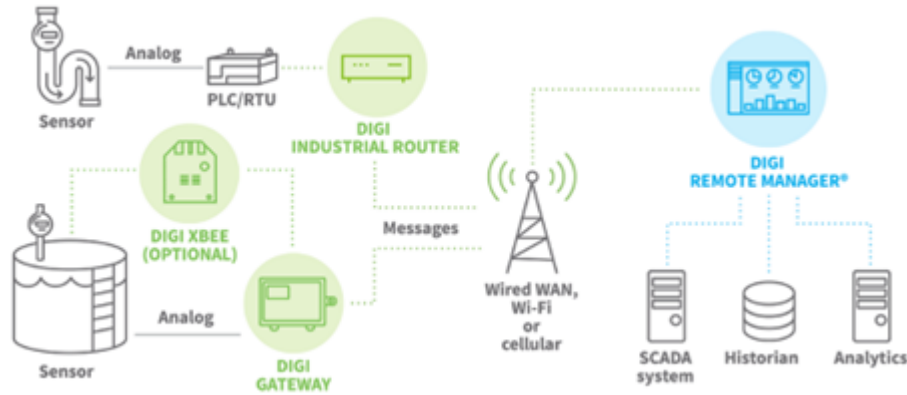 Analog
Sensor
PLC/RTU
DIGI
INDUSTRIAL ROUTER
DIGI
REMOTE MANAGER®
DIGI XBEE
(OPTIONAL)
Messages
Analog
Sensor
DIGI
GATEWAY
Wired WAN,
Wi-Fi
or
cellular
SCADA
system
Historian
Analytics